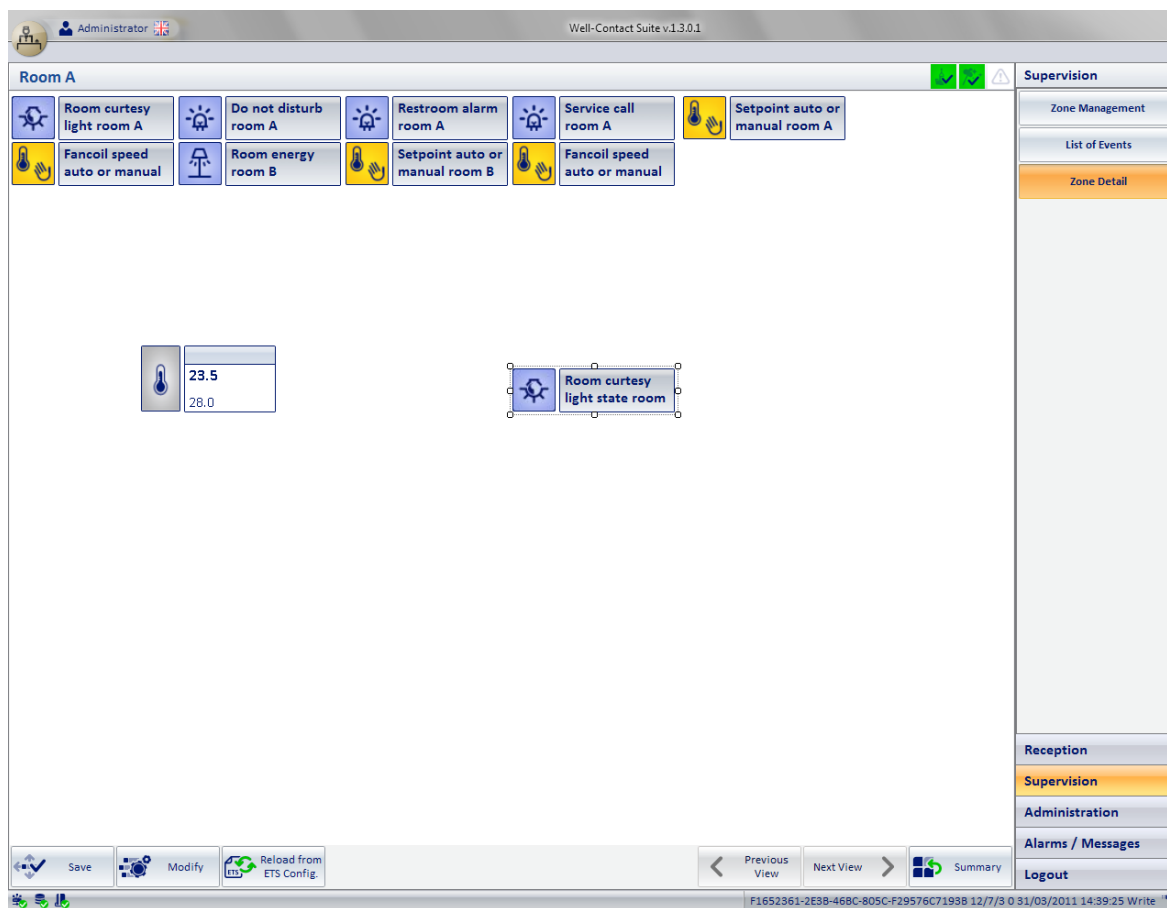 Administrator
Well-Contact Suite v.1.3.0.1
Room A
Supervision
Room curtesy
light room A
Do not disturb
room A
Restroom alarm
room A
Service call
room A
Setpoint auto or
manual room A
Fancoil speed
auto or manual
Room energy
room B
Setpoint auto or
manual room B
Fancoil speed
auto or manual
Zone Management
List of Events
Zone Detail
23.5
28.0
Room curtesy
light state room
Reception
Supervision
Administration
Alarms / Messages
Logout
Save
Modify
ETS
Reload from
ETS Config.
Previous
View
Next View
Summary
F1652361-2E3B-46BC-805C-F29576C7193B 12/7/3 0 31/03/2011 14:39:25 Write